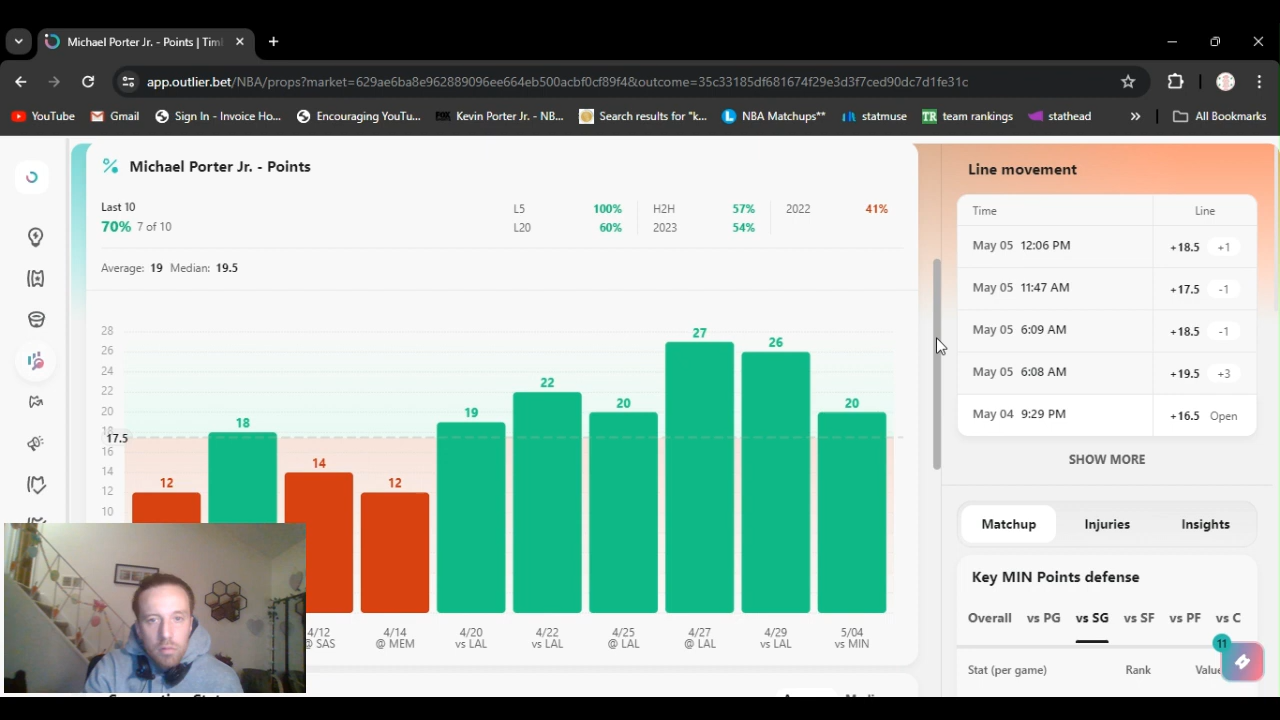 Michael Porter Jr. - Points | Timl
app.outlier.bet/NBA/props?market=629ae6ba8e962889096ee664eb500acbf0cf89f4&outcome=35c33185df681674f29e3d3f7ced90dc7d1fe31c
YouTube Gmail Sign In - Invoice Ho... Encouraging YouTu... Kevin Porter Jr. - NB... Search results for "k... NBA Matchups** statmuse team rankings stathead » All Bookmarks
Michael Porter Jr. - Points
Last 10
70% 7 of 10
L5 100% H2H 57% 2022 41%
L20 60% 2023 54%
Average: 19 Median: 19.5
28
26
24
22
20
17.5
16
14
12
10
12
18
14
12
19
22
20
27
26
20
4/12 @ SAS
4/14 @ MEM
4/20 vs LAL
4/22 vs LAL
4/25 @ LAL
4/27 @ LAL
4/29 vs LAL
5/04 vs MIN
Line movement
Time Line
May 05 12:06 PM +18.5 +1
May 05 11:47 AM +17.5 -1
May 05 6:09 AM +18.5 -1
May 05 6:08 AM +19.5 +3
May 04 9:29 PM +16.5 Open
SHOW MORE
Matchup Injuries Insights
Key MIN Points defense
Overall vs PG vs SG vs SF vs PF vs C
11
Stat (per game) Rank Value